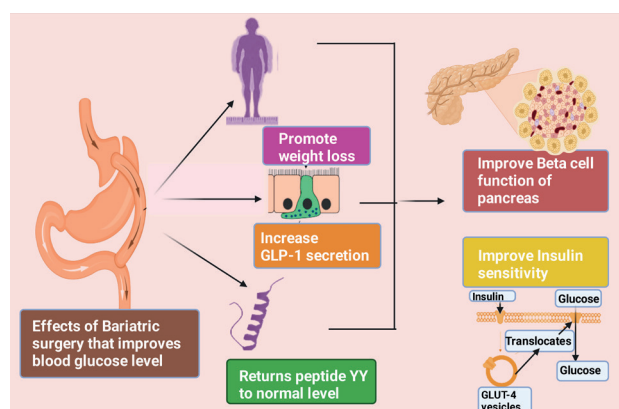 Promote
weight loss
Increase
GLP-1 secretion
Effects of Bariatric
surgery that improves
blood glucose level
Returns peptide YY
to normal level
Improve Beta cell
function of
pancreas
Improve Insulin
sensitivity
Insulin
Glucose
Translocates
Glucose
GLUT-4
vesicles